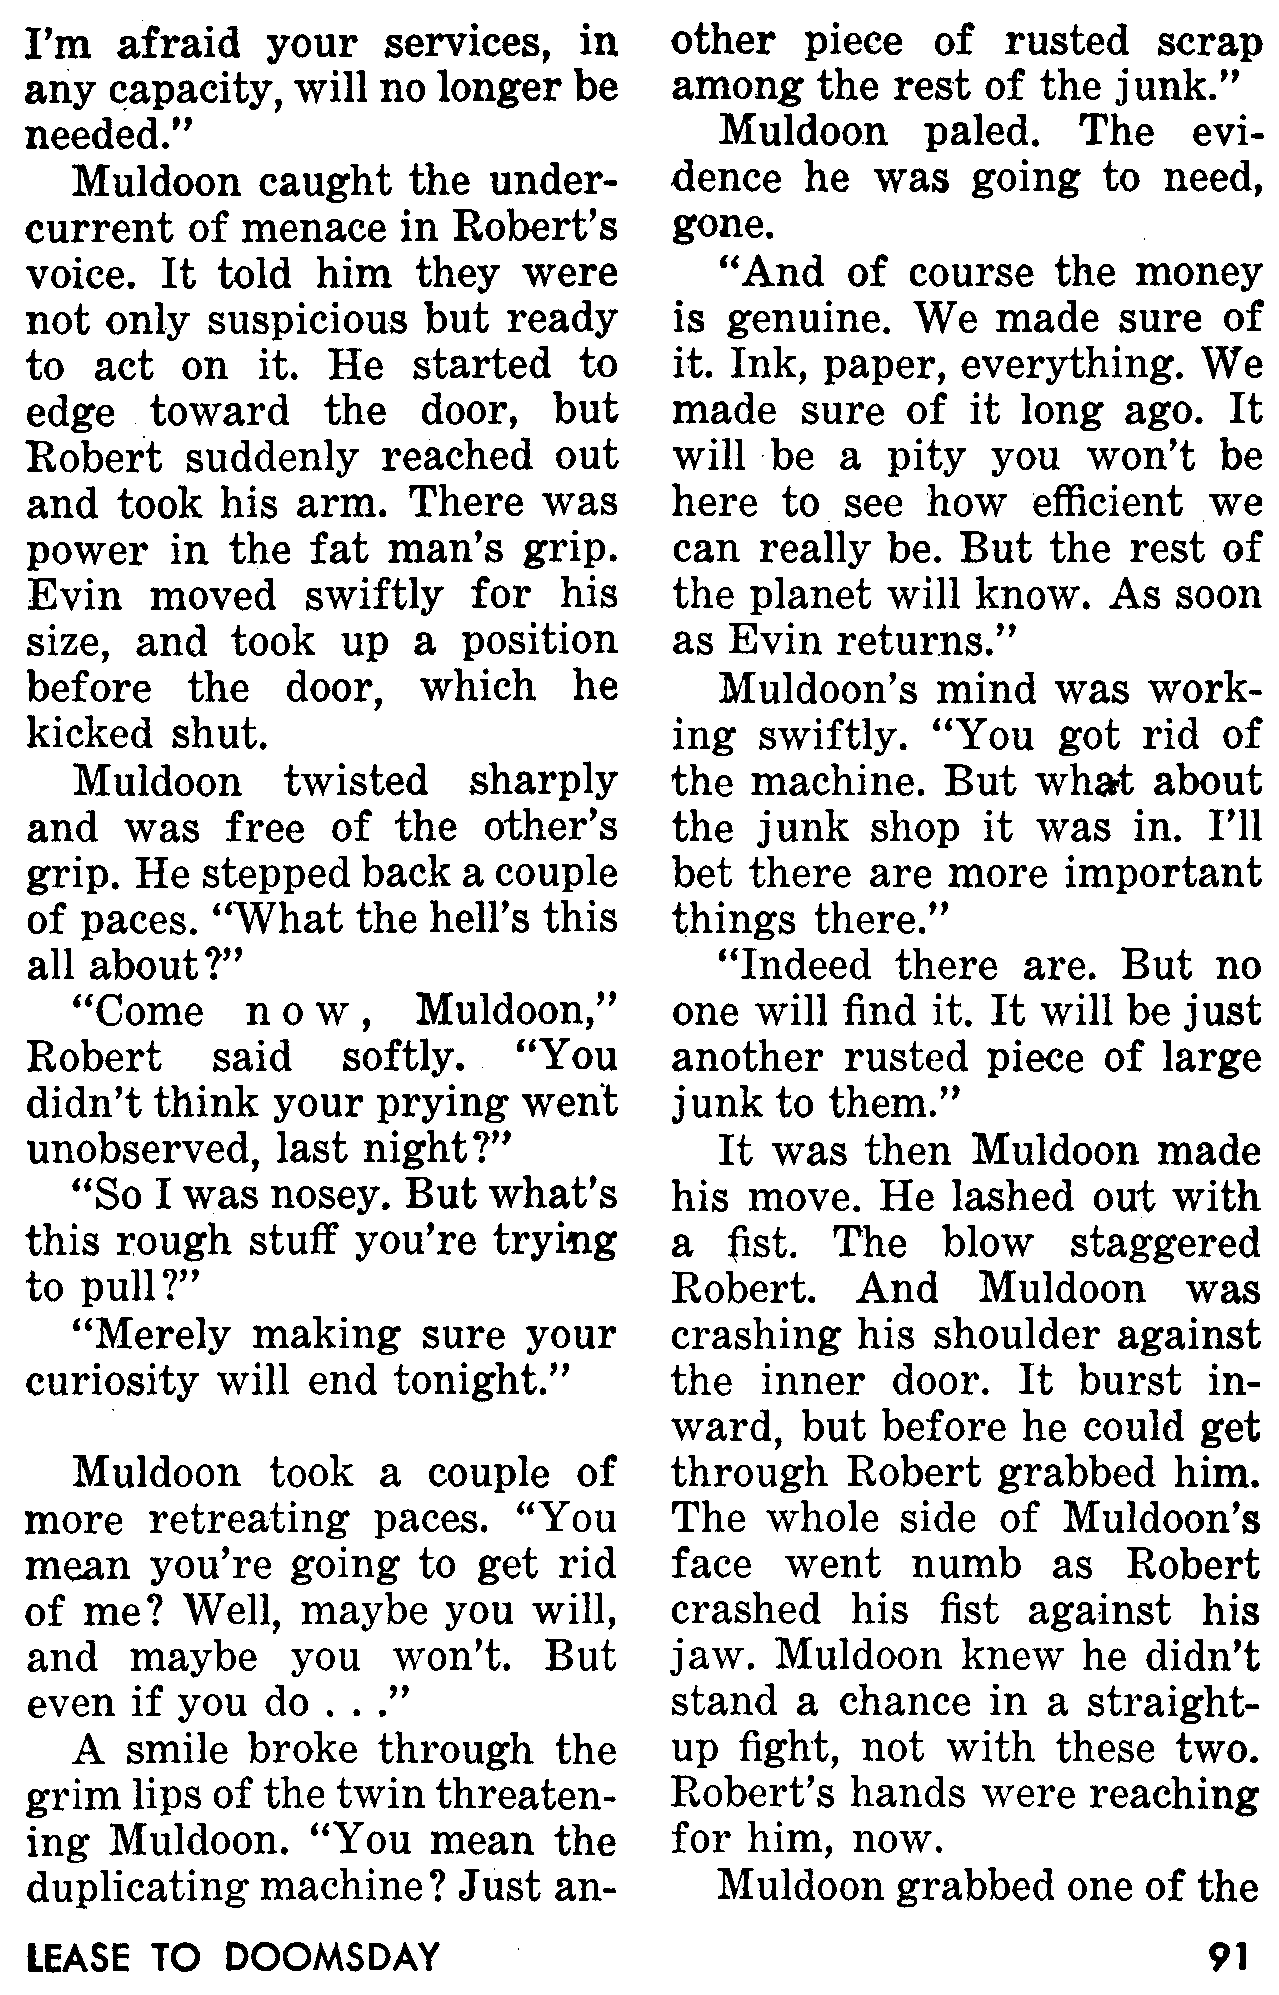 I'm afraid your services, in
any capacity, will no longer be
needed."
Muldoon caught the under-
current of menace in Robert's
voice. It told him they were
not only suspicious but ready
to act on it. He started to
edge toward the door, but
Robert suddenly reached out
and took his arm. There was
power in the fat man's grip.
Evin moved swiftly for his
size, and took up a position
before the door, which he
kicked shut.
Muldoon twisted sharply
and was free of the other's
grip. He stepped back a couple
of paces. "What the hell's this
all about?"
"Come now, Muldoon,"
Robert said softly. "You
didn't think your prying went
unobserved, last night?"
"So I was nosey. But what's
this rough stuff you're trying
to pull?"
"Merely making sure your
curiosity will end tonight."
Muldoon took a couple of
more retreating paces. "You
mean you're going to get rid
of me? Well, maybe you will,
and maybe you won't. But
even if you do . . ."
A smile broke through the
grim lips of the twin threaten-
ing Muldoon. "You mean the
duplicating machine? Just an-
other piece of rusted scrap
among the rest of the junk."
Muldoon paled. The evi-
dence he was going to need,
gone.
"And of course the money
is genuine. We made sure of
it. Ink, paper, everything. We
made sure of it long ago. It
will be a pity you won't be
here to see how efficient we
can really be. But the rest of
the planet will know. As soon
as Evin returns."
Muldoon's mind was work-
ing swiftly. "You got rid of
the machine. But what about
the junk shop it was in. I'll
bet there are more important
things there."
"Indeed there are. But no
one will find it. It will be just
another rusted piece of large
junk to them."
It was then Muldoon made
his move. He lashed out with
a fist. The blow staggered
Robert. And Muldoon was
crashing his shoulder against
the inner door. It burst in-
ward, but before he could get
through Robert grabbed him.
The whole side of Muldoon's
face went numb as Robert
crashed his fist against his
jaw. Muldoon knew he didn't
stand a chance in a straight-
up fight, not with these two.
Robert's hands were reaching
for him, now.
Muldoon grabbed one of the
LEASE TO DOOMSDAY 91